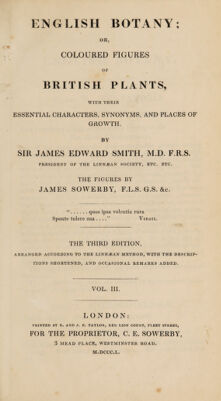 ENGLISH BOTANY;
OR,
COLOURED FIGURES
OF
BRITISH PLANTS,
WITH THEIR
ESSENTIAL CHARACTERS, SYNONYMS, AND PLACES OF
GROWTH.
BY
SIR JAMES EDWARD SMITH, M.D. F.R.S.
PRESIDENT OF THE LINNÆAN SOCIETY, ETC. ETC.
THE FIGURES BY
JAMES SOWERBY, F.L.S. G.S. &c.
“...... quas ipse volentia rura
Sponte tulere sua....” VIRGIL.
THE THIRD EDITION,
ARRANGED ACCORDING TO THE LINNÆAN METHOD, WITH THE DESCRIP-
TIONS SHORTENED, AND OCCASIONAL REMARKS ADDED.
VOL. III.
LONDON:
PRINTED BY R. AND J. E. TAYLOR, RED LION COURT, FLEET STREET,
FOR THE PROPRIETOR, C. E. SOWERBY,
3 MEAD PLACE, WESTMINSTER ROAD.
M.DCCC.L.